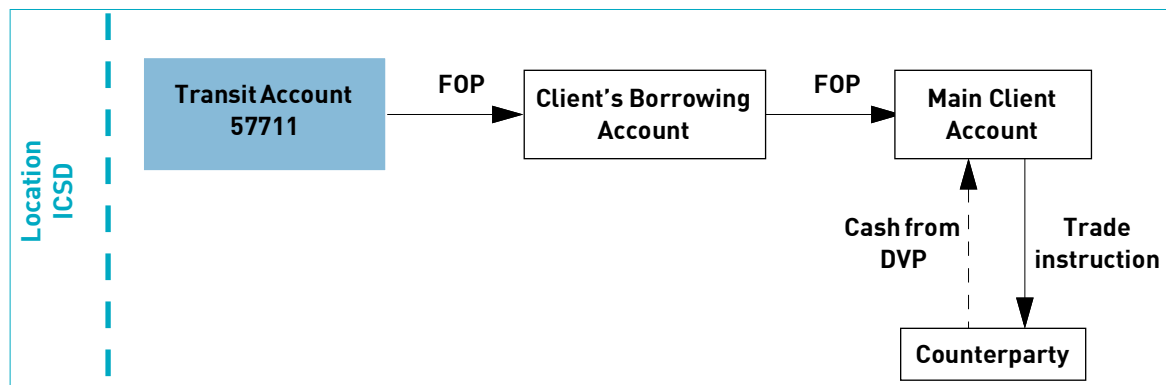 Location
ICSD
Transit Account
57711
FOP
Client's Borrowing
Account
FOP
Main Client
Account
Cash from
DVP
Trade
instruction
Counterparty